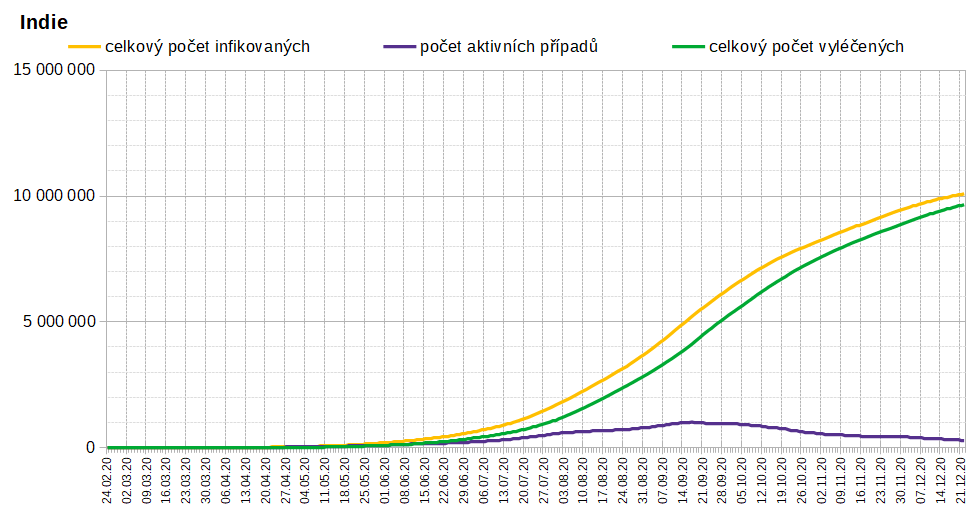 Indie
celkový počet infikovaných počet aktivních případů celkový počet vyléčených
15 000 000
10 000 000
5 000 000
0
24.02.20 02.03.20 09.03.20 16.03.20 23.03.20 30.03.20 06.04.20 13.04.20 20.04.20 27.04.20 04.05.20 11.05.20 18.05.20 25.05.20 01.06.20 08.06.20 15.06.20 22.06.20 29.06.20 06.07.20 13.07.20 20.07.20 27.07.20 03.08.20 10.08.20 17.08.20 24.08.20 31.08.20 07.09.20 14.09.20 21.09.20 28.09.20 05.10.20 12.10.20 19.10.20 26.10.20 02.11.20 09.11.20 16.11.20 23.11.20 30.11.20 07.12.20 14.12.20 21.12.20